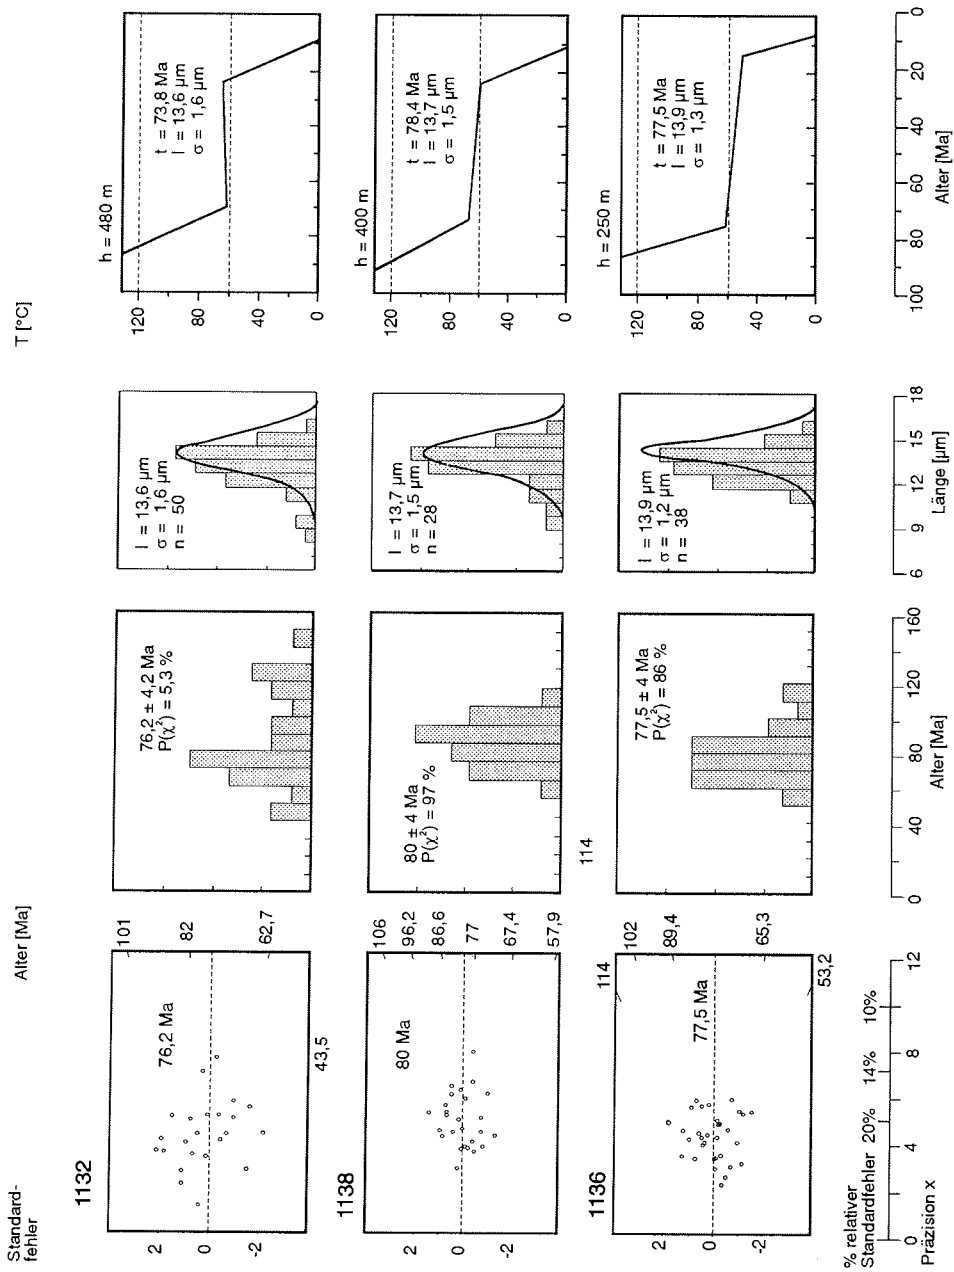 Standard-
fehler
Alter [Ma]
T [°C]
1132
2
0
-2
76,2 Ma
101
82
62,7
43,5
76,2 ± 4,2 Ma
P(χ²) = 5,3 %
l = 13,6 µm
σ = 1,6 µm
n = 50
h = 480 m
120
80
40
0
t = 73,8 Ma
l = 13,6 µm
σ = 1,6 µm
1138
2
0
-2
80 Ma
106
96,2
86,6
77
67,4
57,9
80 ± 4 Ma
P(χ²) = 97 %
l = 13,7 µm
σ = 1,5 µm
n = 28
h = 400 m
120
80
40
0
t = 78,4 Ma
l = 13,7 µm
σ = 1,5 µm
1136
2
0
-2
77,5 Ma
114
114
102
89,4
65,3
53,2
77,5 ± 4 Ma
P(χ²) = 86 %
l = 13,9 µm
σ = 1,2 µm
n = 38
h = 250 m
120
80
40
0
t = 77,5 Ma
l = 13,9 µm
σ = 1,3 µm
% relativer
Standardfehler 20% 14% 10%
0 4 8 12
Präzision x
0 40 80 120 160
Alter [Ma]
6 9 12 15 18
Länge [µm]
100 80 60 40 20 0
Alter [Ma]